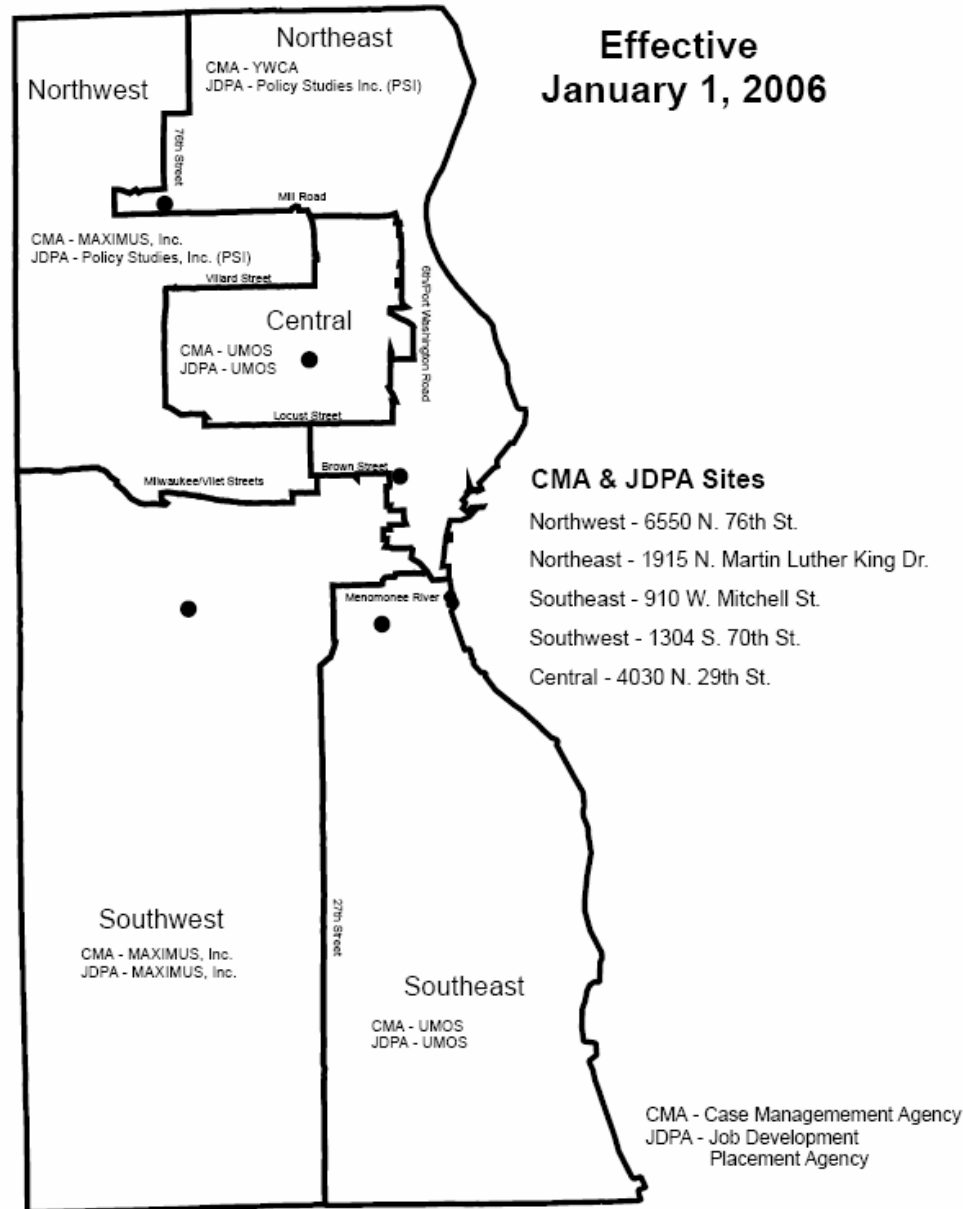 Effective
January 1, 2006
Northeast
CMA - YWCA
JDPA - Policy Studies Inc. (PSI)
Northwest
76th Street
Mill Road
CMA - MAXIMUS, Inc.
JDPA - Policy Studies, Inc. (PSI)
Villard Street
6th/Port Washington Road
Central
CMA - UMOS
JDPA - UMOS
Locust Street
Brown Street
Milwaukee/Vliet Streets
CMA & JDPA Sites
Northwest - 6550 N. 76th St.
Northeast - 1915 N. Martin Luther King Dr.
Southeast - 910 W. Mitchell St.
Southwest - 1304 S. 70th St.
Central - 4030 N. 29th St.
Menomonee River
27th Street
Southwest
CMA - MAXIMUS, Inc.
JDPA - MAXIMUS, Inc.
Southeast
CMA - UMOS
JDPA - UMOS
CMA - Case Managemement Agency
JDPA - Job Development
Placement Agency